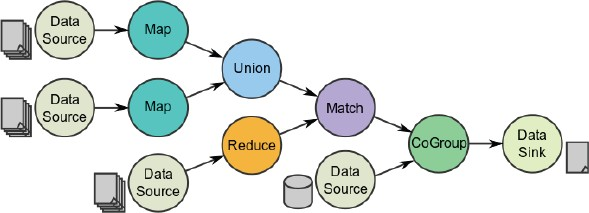 Data
Source
Map
Union
Data
Source
Map
Match
Reduce
CoGroup
Data
Sink
Data
Source
Data
Source